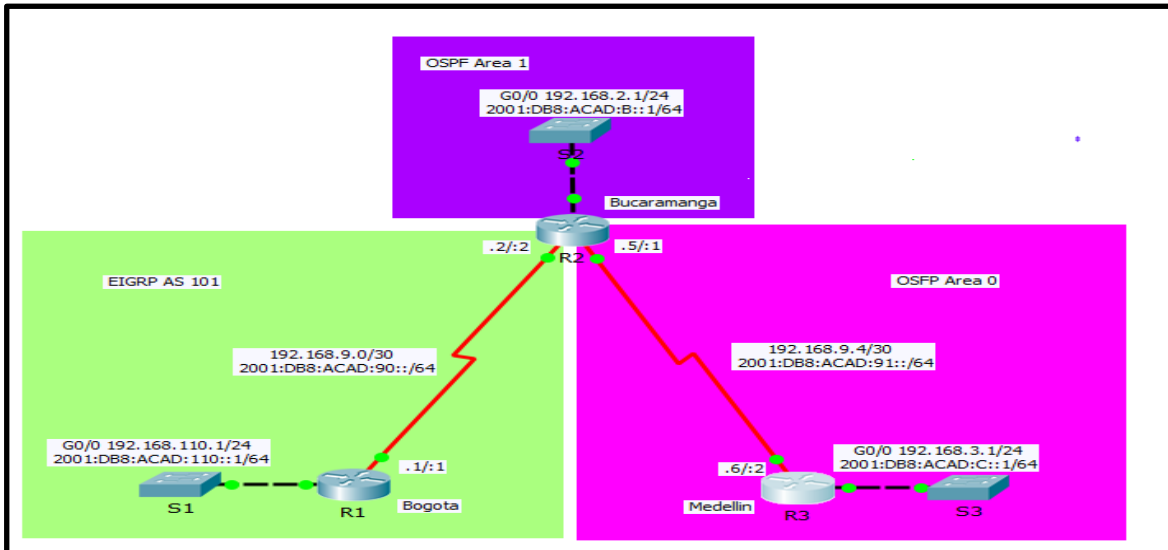 OSPF Area 1
G0/0 192.168.2.1/24
2001:DB8:ACAD:B::1/64
S2
Bucaramanga
.2/:2
R2
.5/:1
EIGRP AS 101
OSFP Area 0
192.168.9.0/30
2001:DB8:ACAD:90::/64
192.168.9.4/30
2001:DB8:ACAD:91::/64
G0/0 192.168.110.1/24
2001:DB8:ACAD:110::1/64
.1/:1
S1
R1
Bogota
G0/0 192.168.3.1/24
2001:DB8:ACAD:C::1/64
.6/:2
Medellin
R3
S3